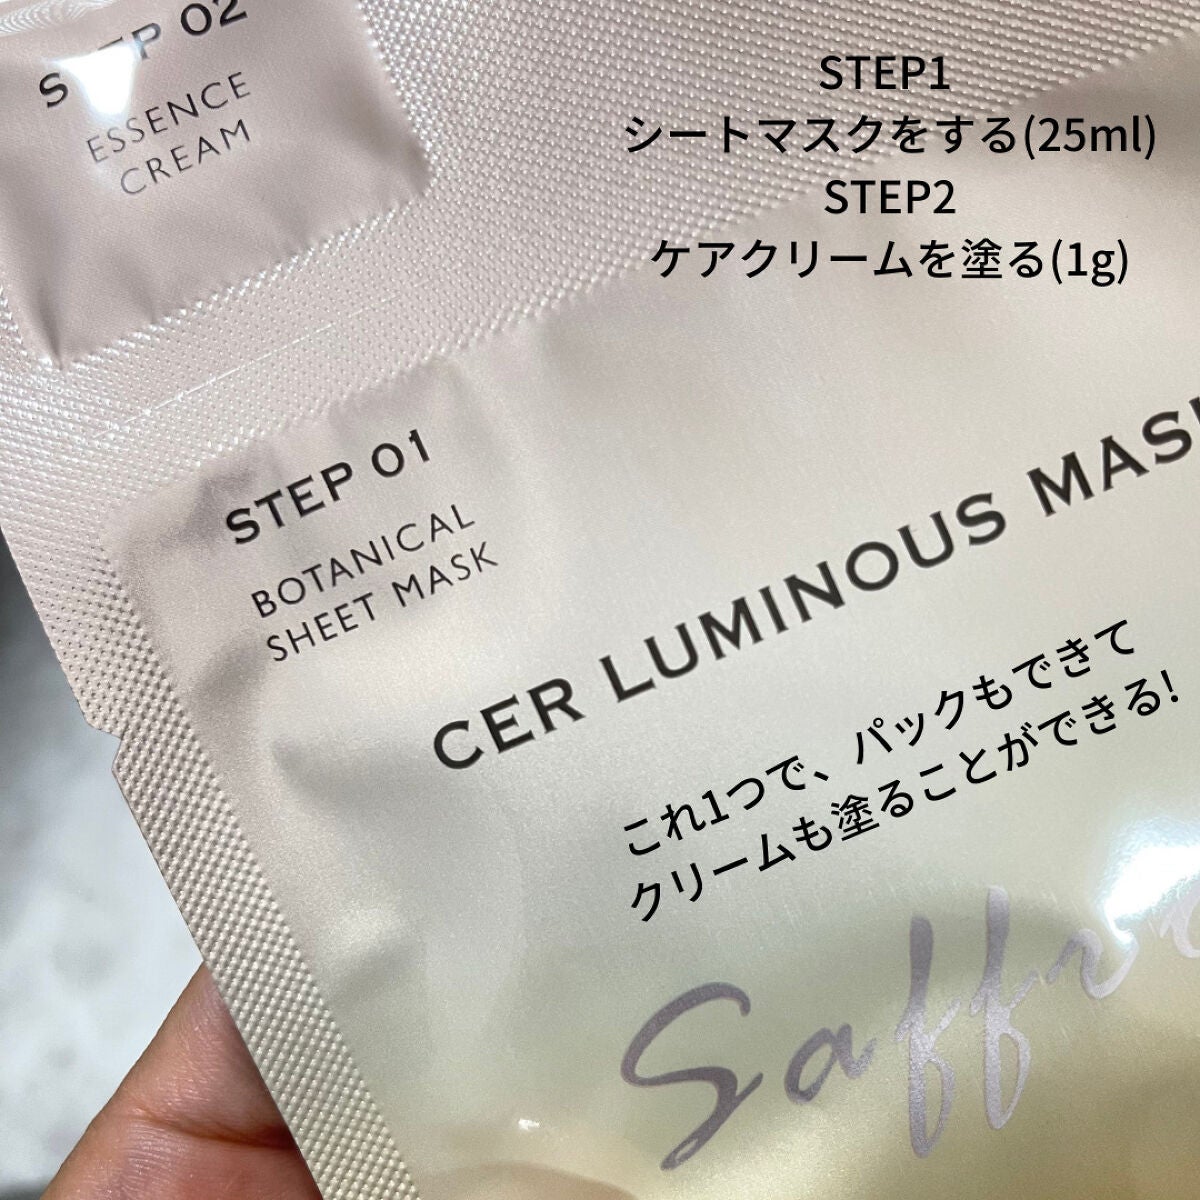 STEP 02
ESSENCE
CREAM
STEP1
シートマスクをする(25ml)
STEP2
ケアクリームを塗る(1g)
STEP 01
BOTANICAL
SHEET MASK
CER LUMINOUS MASK
これ1つで、パックもできて
クリームも塗ることができる!